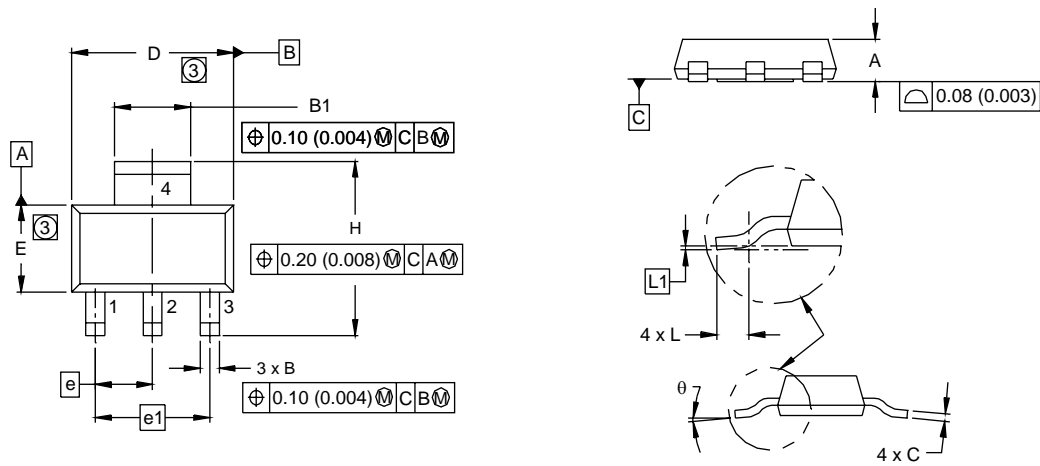 D
③
B
B1
⌖ 0.10 (0.004) Ⓜ C B Ⓜ
A
4
③
E
H
⌖ 0.20 (0.008) Ⓜ C A Ⓜ
1 2 3
3 x B
e
⌖ 0.10 (0.004) Ⓜ C B Ⓜ
e1
A
C
⌓ 0.08 (0.003)
L1
4 x L
θ
4 x C